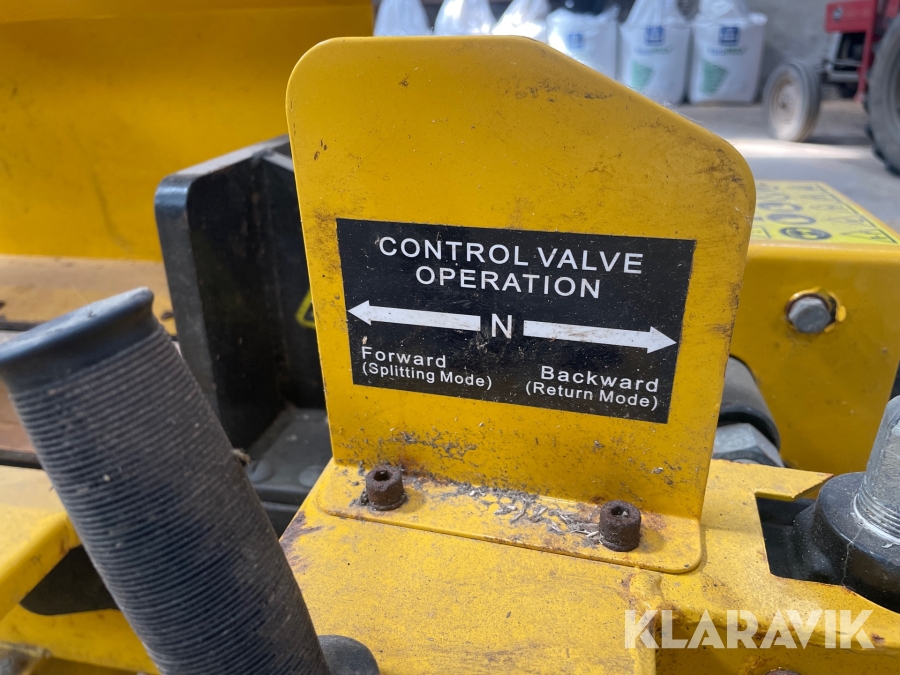 CONTROL VALVE
OPERATION
N
Forward
(Splitting Mode)
Backward
(Return Mode)
KLARAVIK